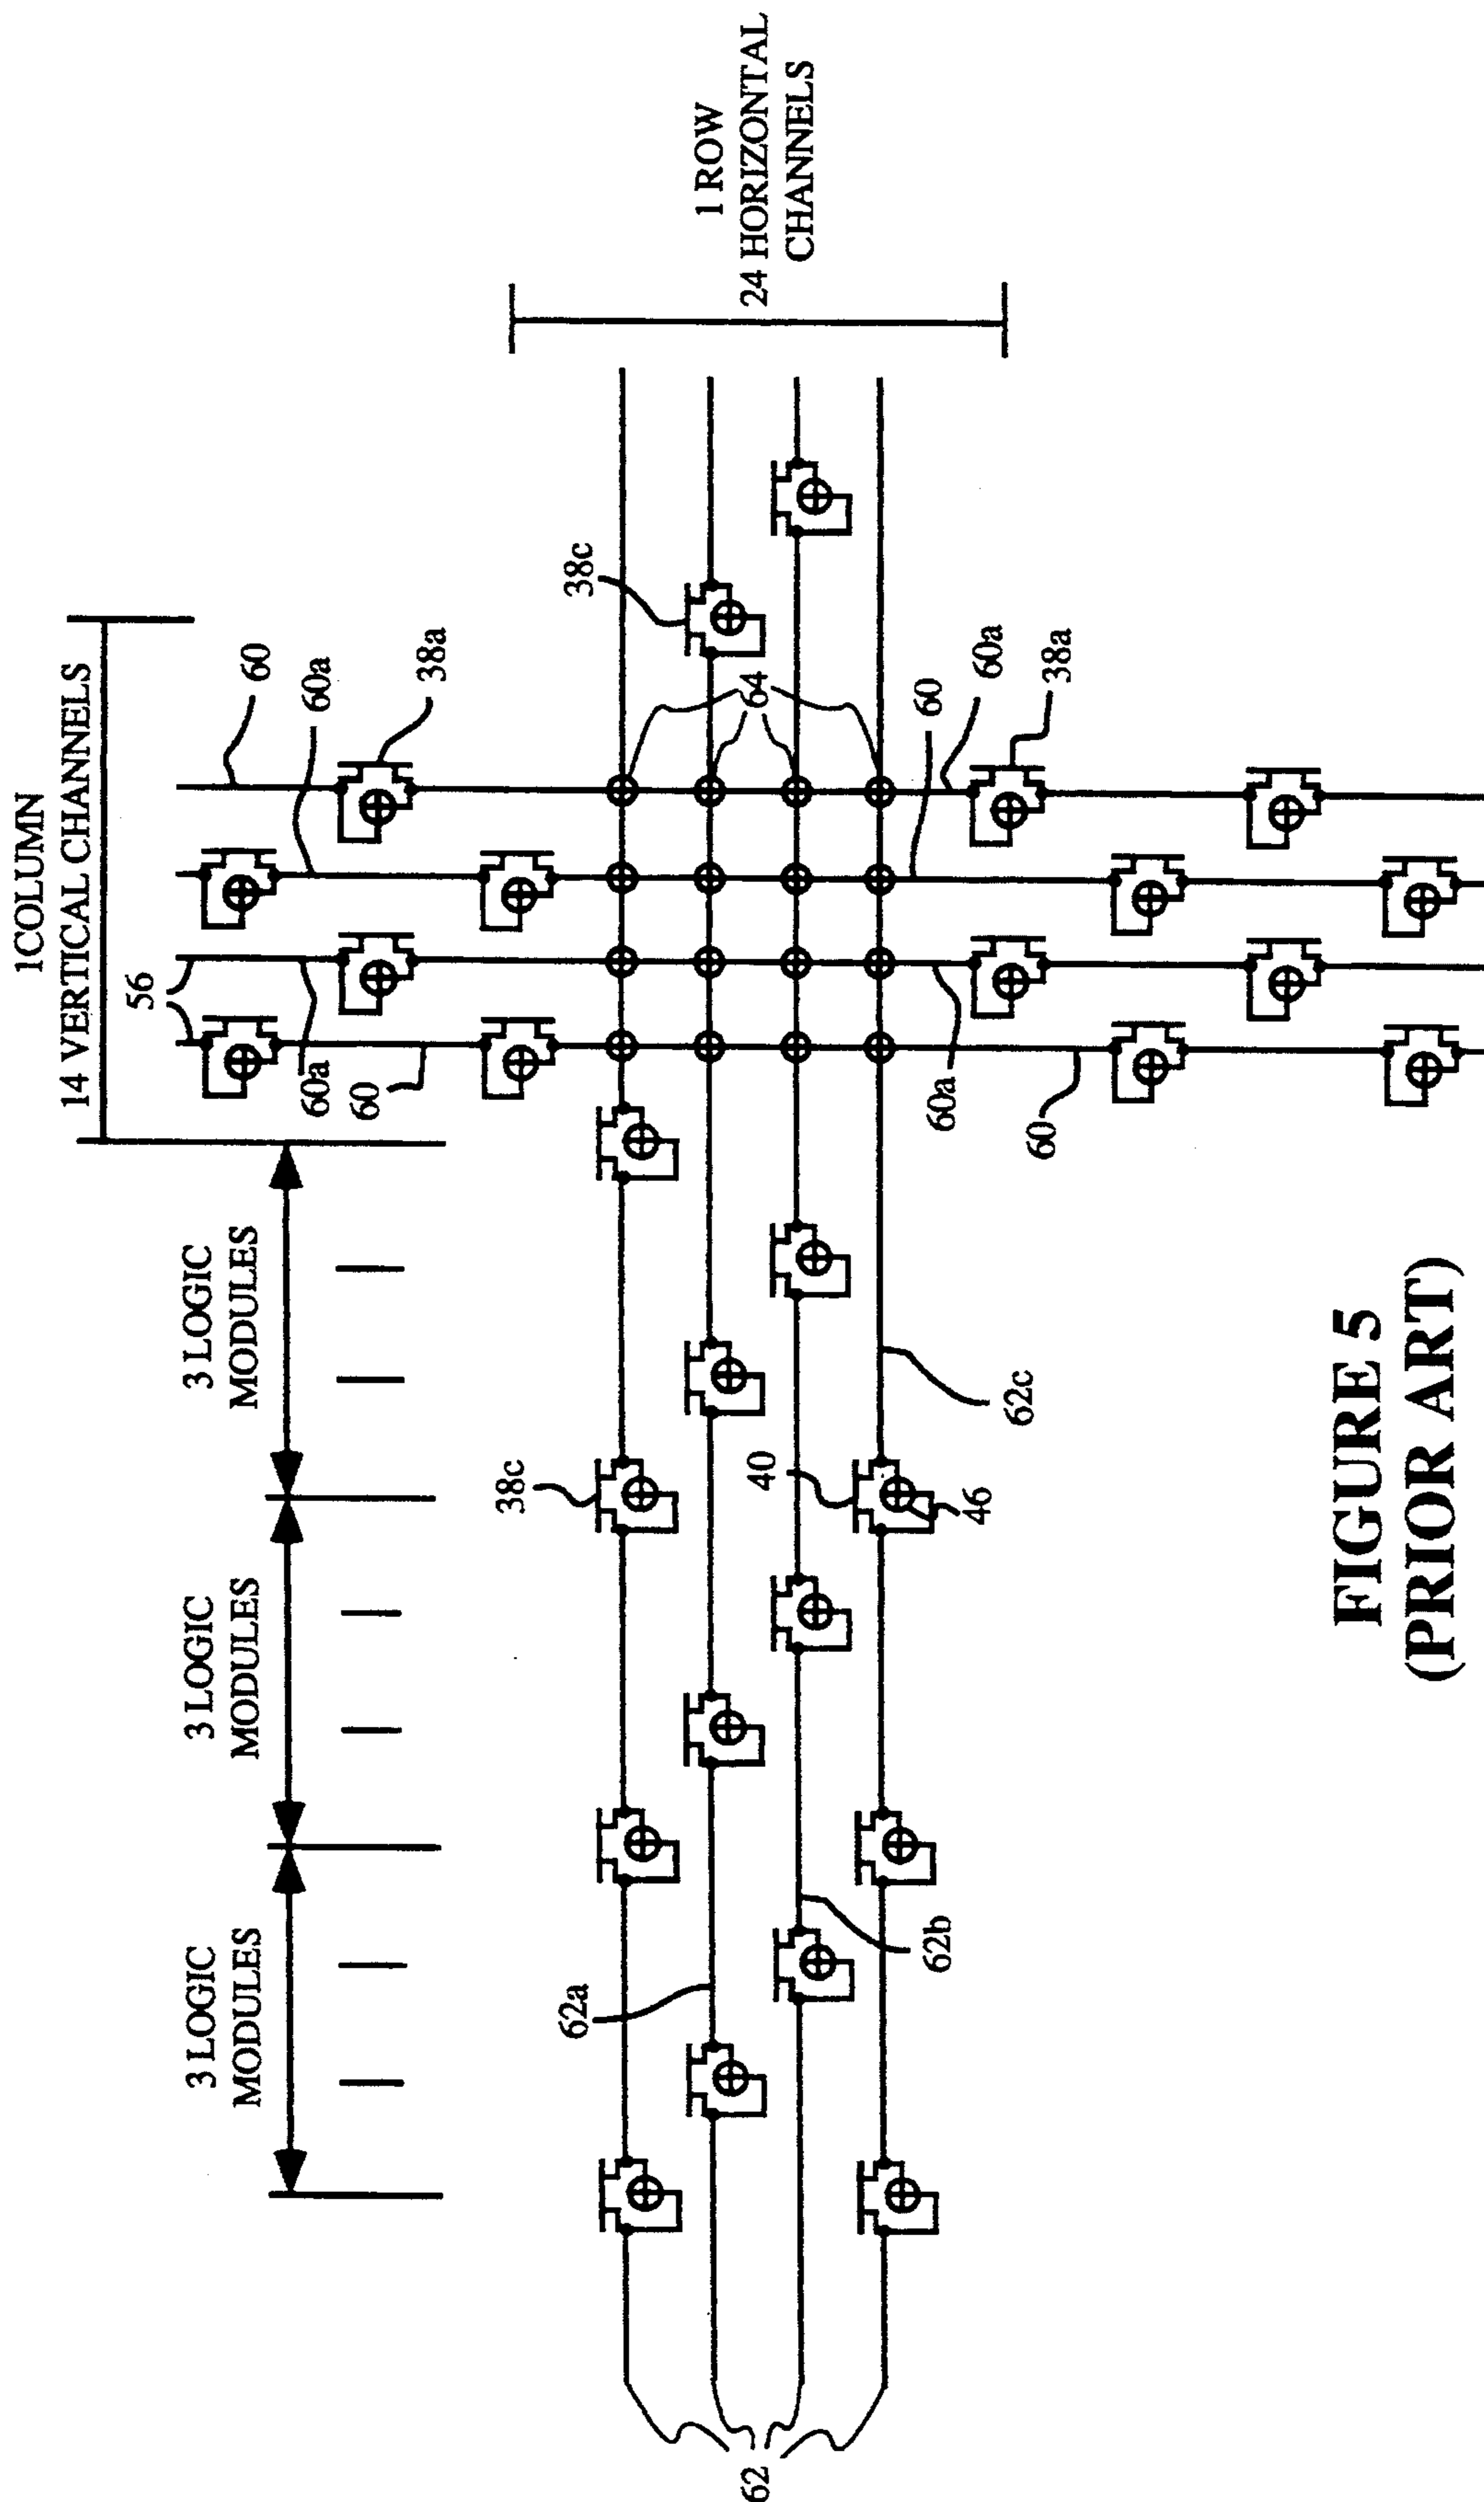 1COLUMN
14 VERTICAL CHANNELS
3 LOGIC
MODULES
3 LOGIC
MODULES
3 LOGIC
MODULES
56
60
60a
38a
60a
60
1 ROW
24 HORIZONTAL
CHANNELS
38c
64
38c
62a
62
62b
40
46
62c
60
60a
38a
60a
60
FIGURE 5
(PRIOR ART)